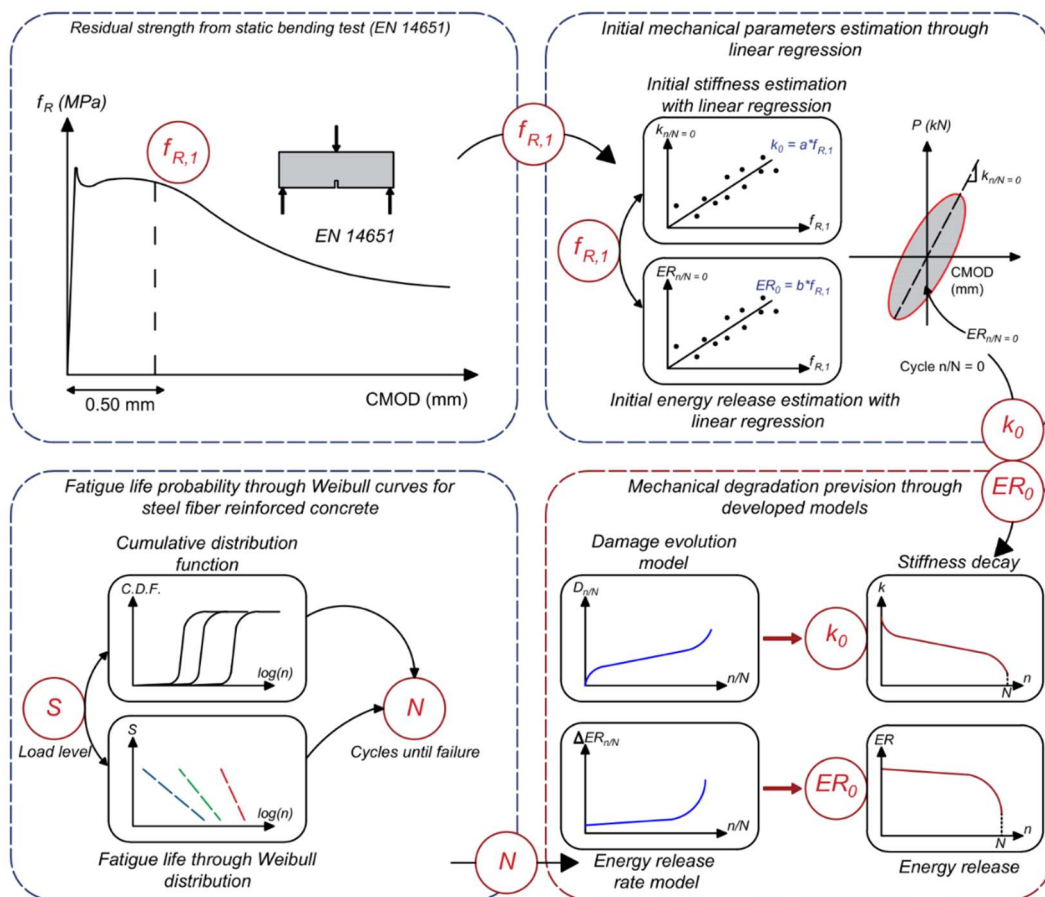 Residual strength from static bending test (EN 14651)
f_R (MPa)
f_R,1
EN 14651
0.50 mm
CMOD (mm)
f_R,1
Initial mechanical parameters estimation through
linear regression
Initial stiffness estimation
with linear regression
k_n/N = 0
k_0 = a*f_R,1
f_R,1
f_R,1
ER_n/N = 0
ER_0 = b*f_R,1
f_R,1
Initial energy release estimation with
linear regression
P (kN)
k_n/N = 0
CMOD
(mm)
ER_n/N = 0
Cycle n/N = 0
k_0
ER_0
Fatigue life probability through Weibull curves for
steel fiber reinforced concrete
Cumulative distribution
function
C.D.F.
log(n)
S
Load level
N
Cycles until failure
S
log(n)
Fatigue life through Weibull
distribution
N
Mechanical degradation prevision through
developed models
Damage evolution
model
D_n/N
n/N
k_0
Stiffness decay
k
N
n
ΔER_n/N
n/N
Energy release
rate model
ER_0
ER
N
n
Energy release